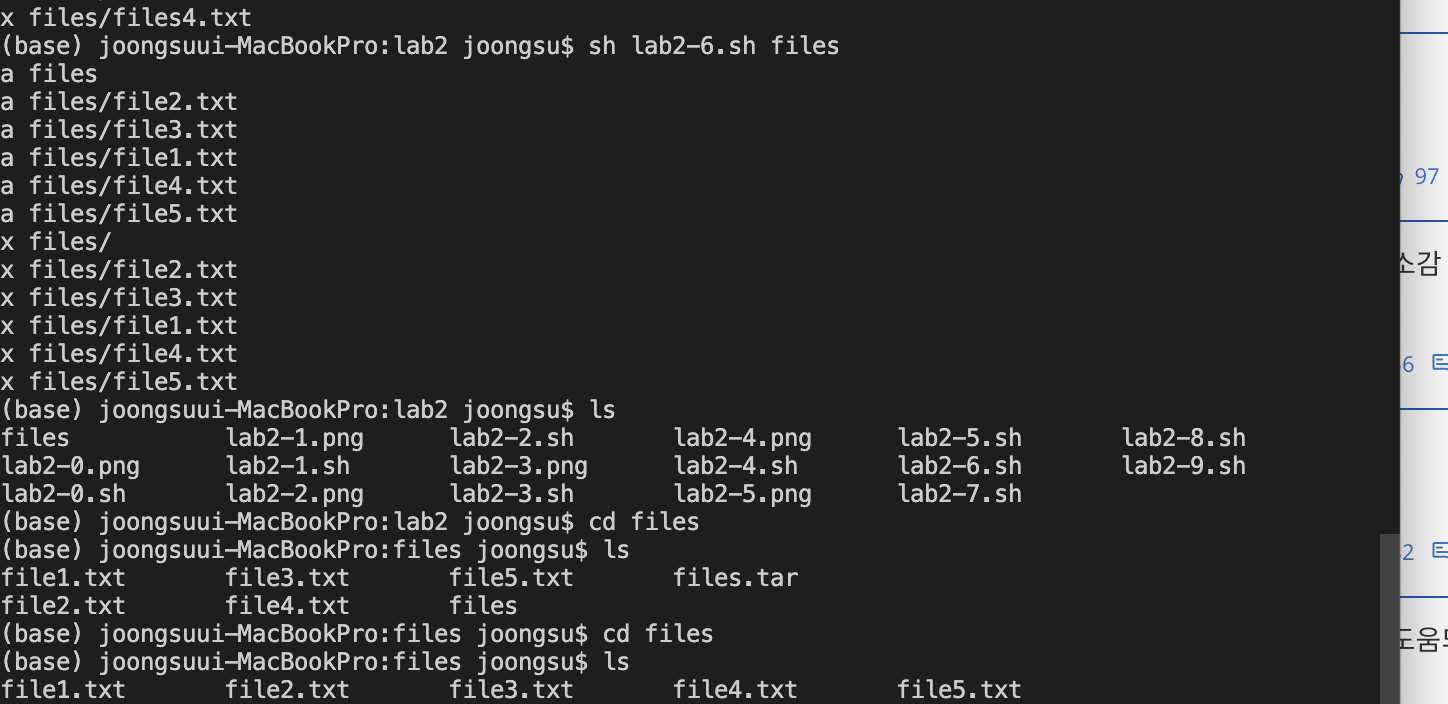 x files/files4.txt
(base) joongsuui-MacBookPro:lab2 joongsu$ sh lab2-6.sh files
a files
a files/file2.txt
a files/file3.txt
a files/file1.txt
a files/file4.txt
a files/file5.txt
x files/
x files/file2.txt
x files/file3.txt
x files/file1.txt
x files/file4.txt
x files/file5.txt
(base) joongsuui-MacBookPro:lab2 joongsu$ ls
files lab2-1.png lab2-2.sh lab2-4.png lab2-5.sh lab2-8.sh
lab2-0.png lab2-1.sh lab2-3.png lab2-4.sh lab2-6.sh lab2-9.sh
lab2-0.sh lab2-2.png lab2-3.sh lab2-5.png lab2-7.sh
(base) joongsuui-MacBookPro:lab2 joongsu$ cd files
(base) joongsuui-MacBookPro:files joongsu$ ls
file1.txt file3.txt file5.txt files.tar
file2.txt file4.txt files
(base) joongsuui-MacBookPro:files joongsu$ cd files
(base) joongsuui-MacBookPro:files joongsu$ ls
file1.txt file2.txt file3.txt file4.txt file5.txt
97
소감